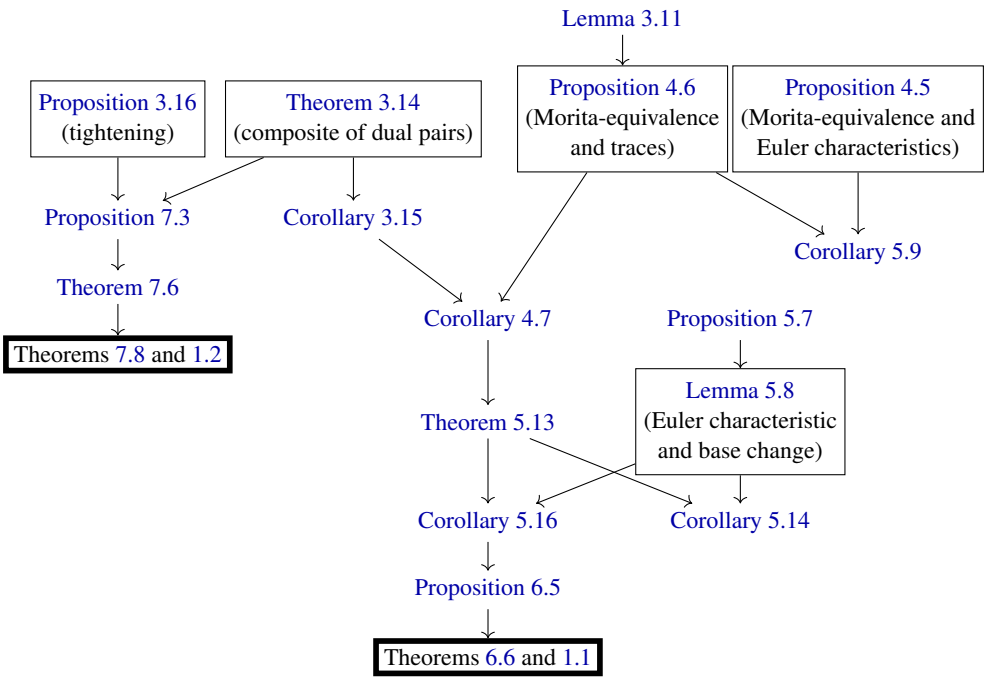 Lemma 3.11
Proposition 3.16
(tightening)
Theorem 3.14
(composite of dual pairs)
Proposition 4.6
(Morita-equivalence
and traces)
Proposition 4.5
(Morita-equivalence and
Euler characteristics)
Proposition 7.3
Corollary 3.15
Corollary 5.9
Theorem 7.6
Corollary 4.7
Proposition 5.7
Theorems 7.8 and 1.2
Lemma 5.8
(Euler characteristic
and base change)
Theorem 5.13
Corollary 5.16
Corollary 5.14
Proposition 6.5
Theorems 6.6 and 1.1